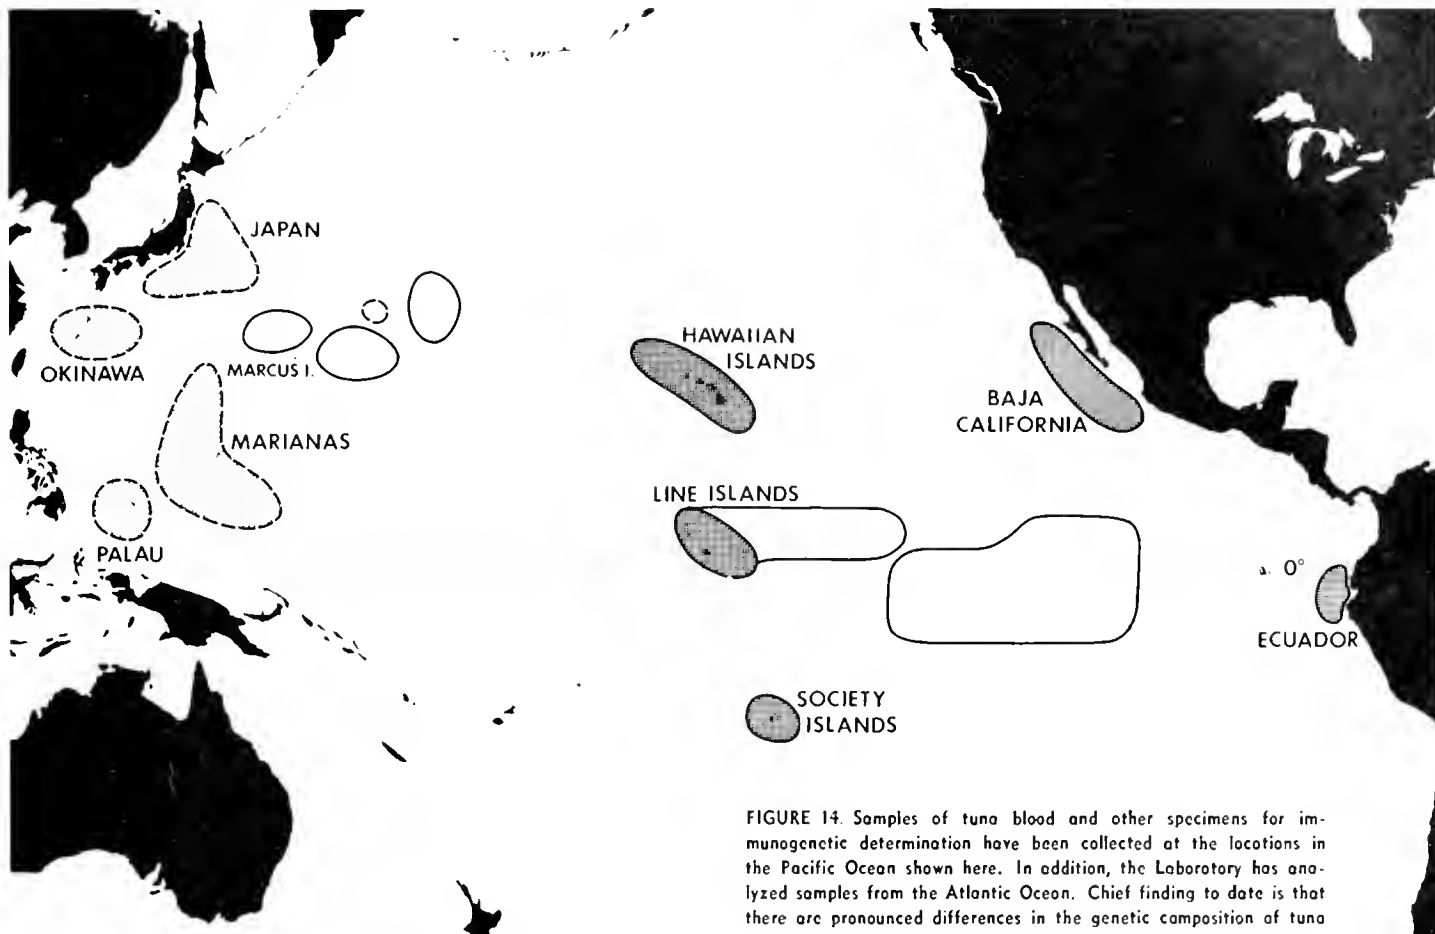 JAPAN
OKINAWA
MARCUS I.
MARIANAS
PALAU
HAWAIIAN
ISLANDS
BAJA
CALIFORNIA
LINE ISLANDS
0°
ECUADOR
SOCIETY
ISLANDS
FIGURE 14. Samples of tuna blood and other specimens for im-
munogenetic determination have been collected at the locations in
the Pacific Ocean shown here. In addition, the Laboratory has ana-
lyzed samples from the Atlantic Ocean. Chief finding to date is that
there are pronounced differences in the genetic composition of tuna